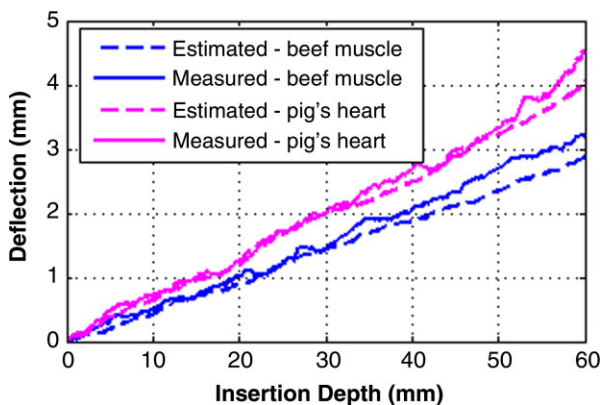 5
4
3
2
1
0
Deflection (mm)
Estimated - beef muscle
Measured - beef muscle
Estimated - pig's heart
Measured - pig's heart
0 10 20 30 40 50 60
Insertion Depth (mm)